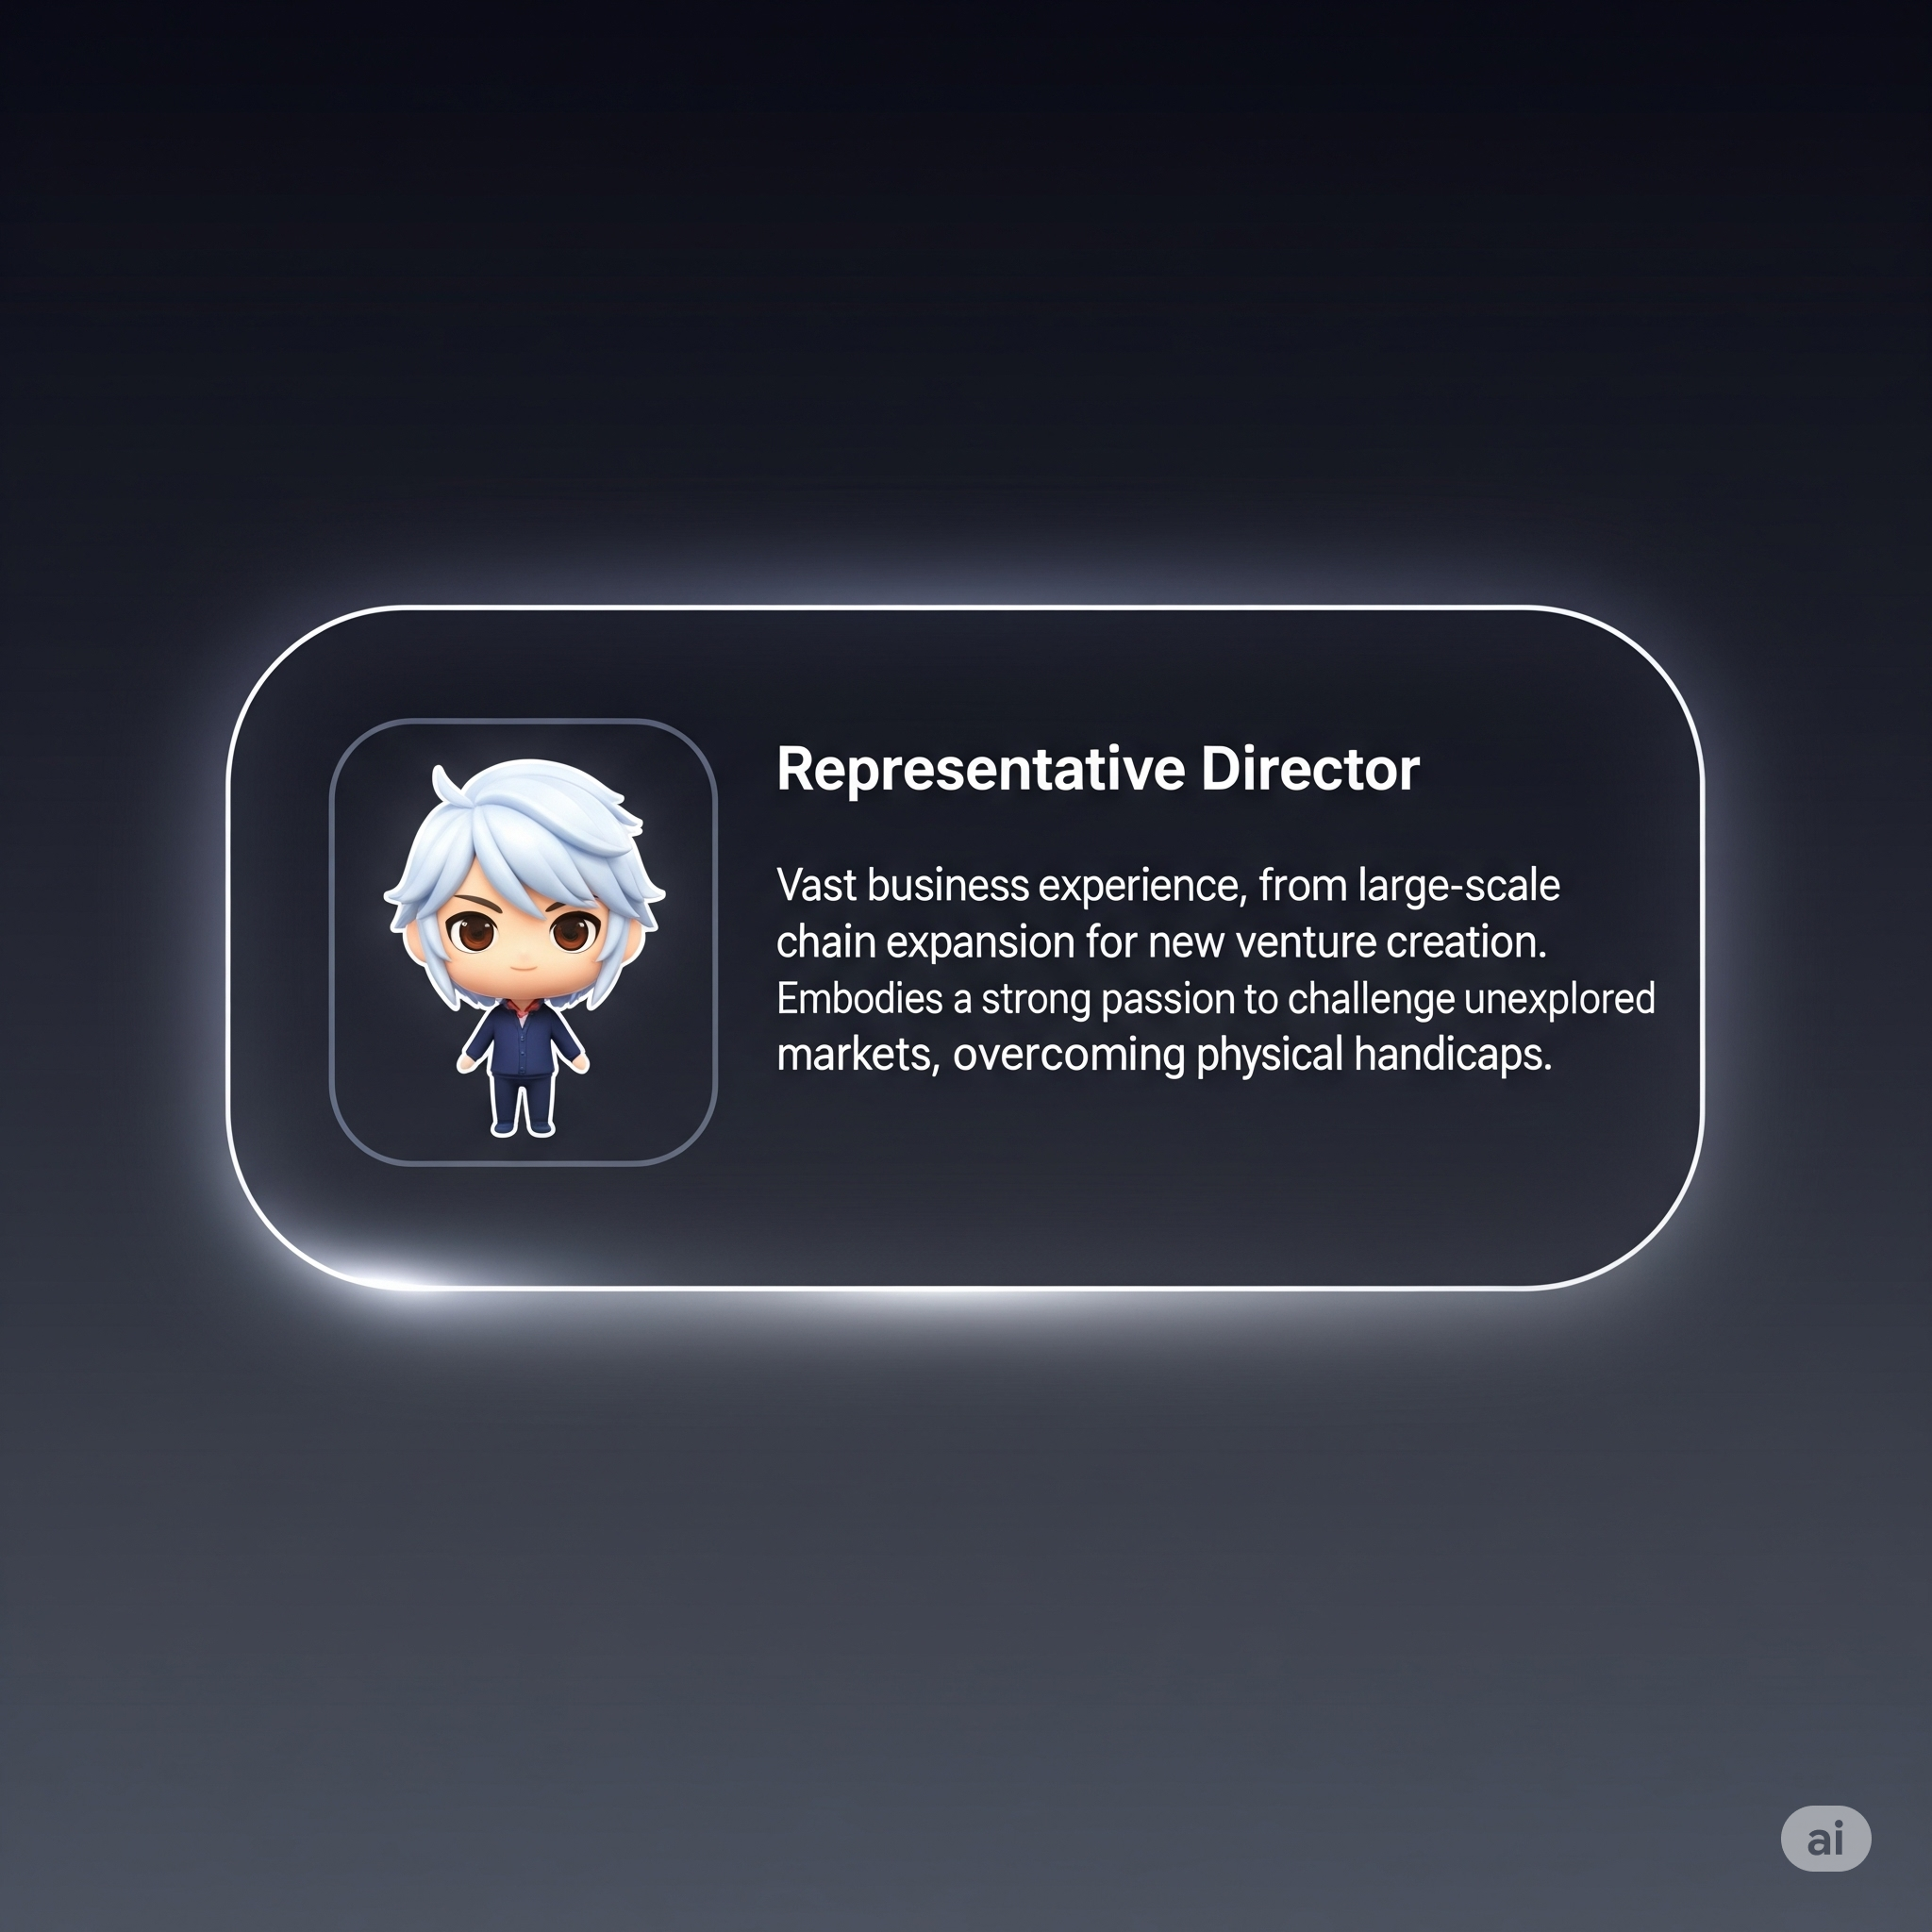 Representative Director
Vast business experience, from large-scale
chain expansion for new venture creation.
Embodies a strong passion to challenge unexplored
markets, overcoming physical handicaps.
ai